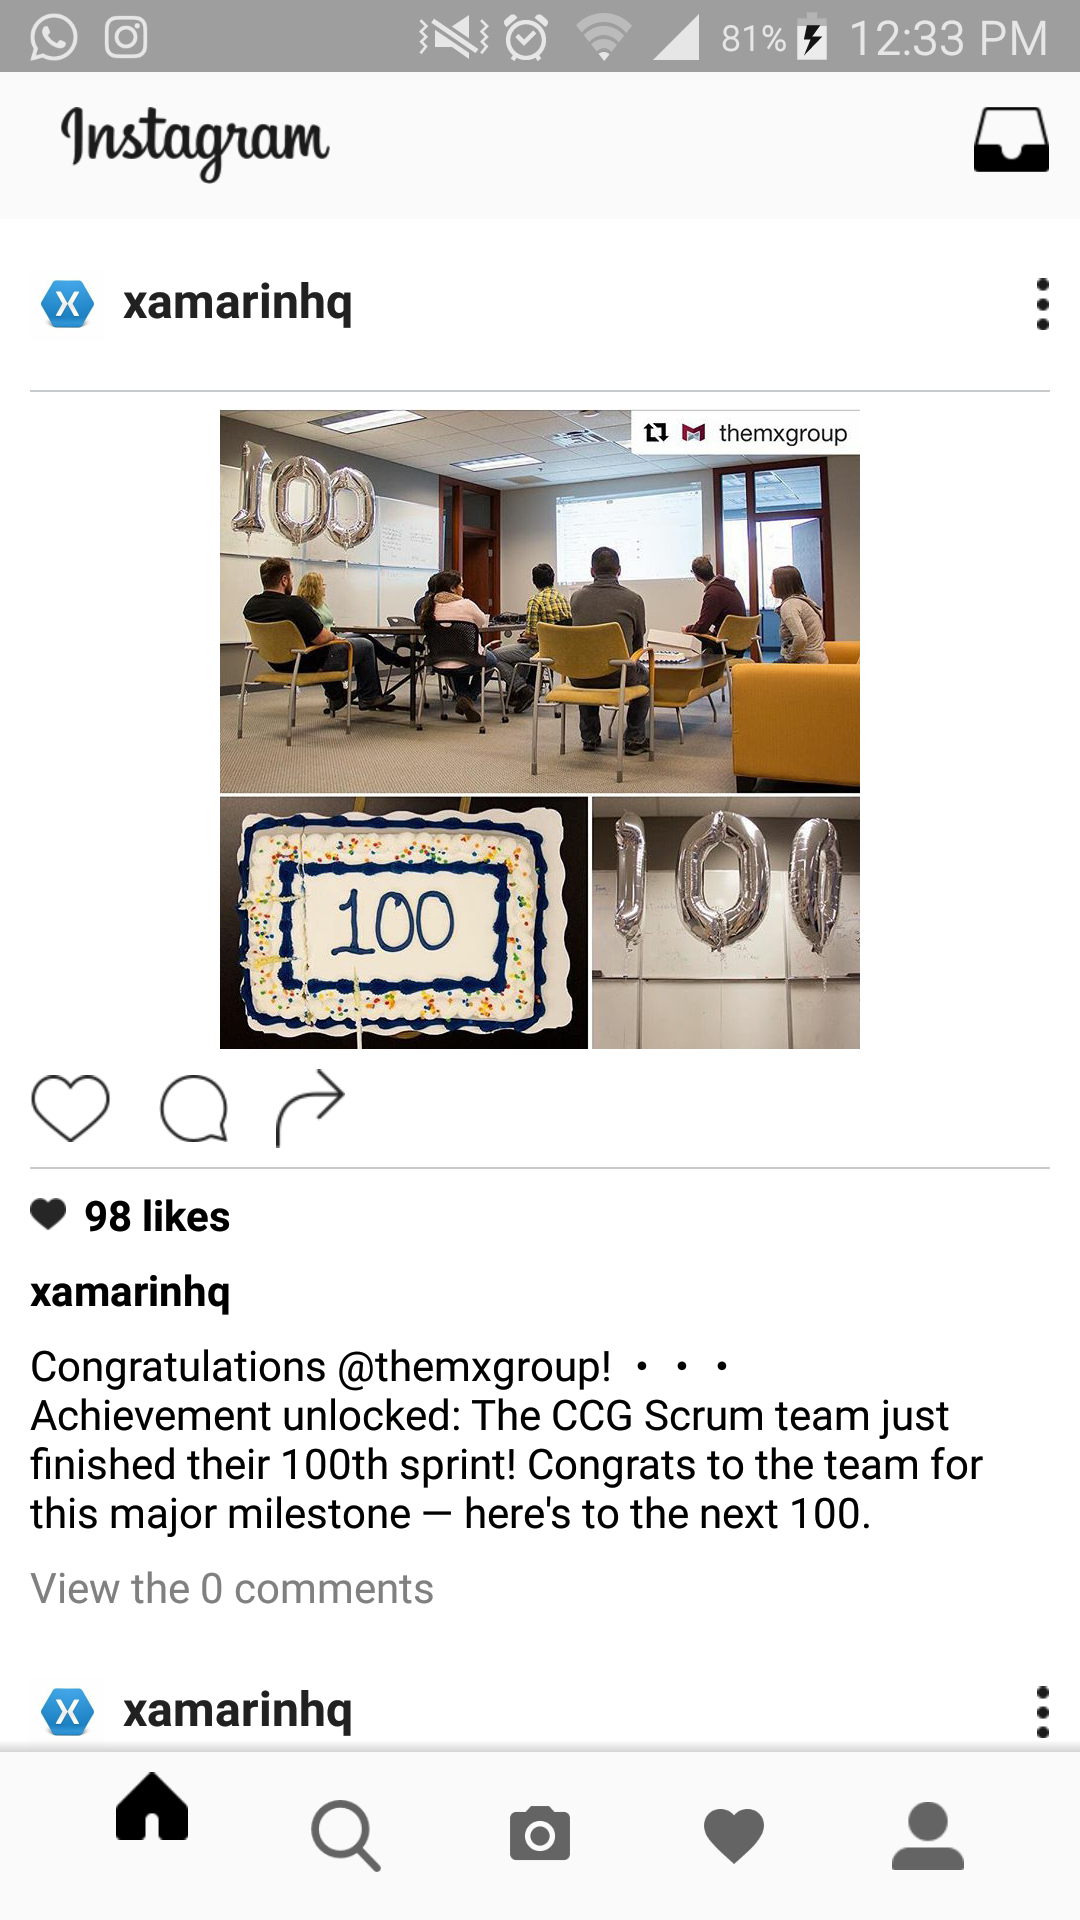 81% 12:33 PM
Instagram
xamarinhq
themxgroup
100
100
100
98 likes
xamarinhq
Congratulations @themxgroup! • • •
Achievement unlocked: The CCG Scrum team just
finished their 100th sprint! Congrats to the team for
this major milestone — here's to the next 100.
View the 0 comments
xamarinhq